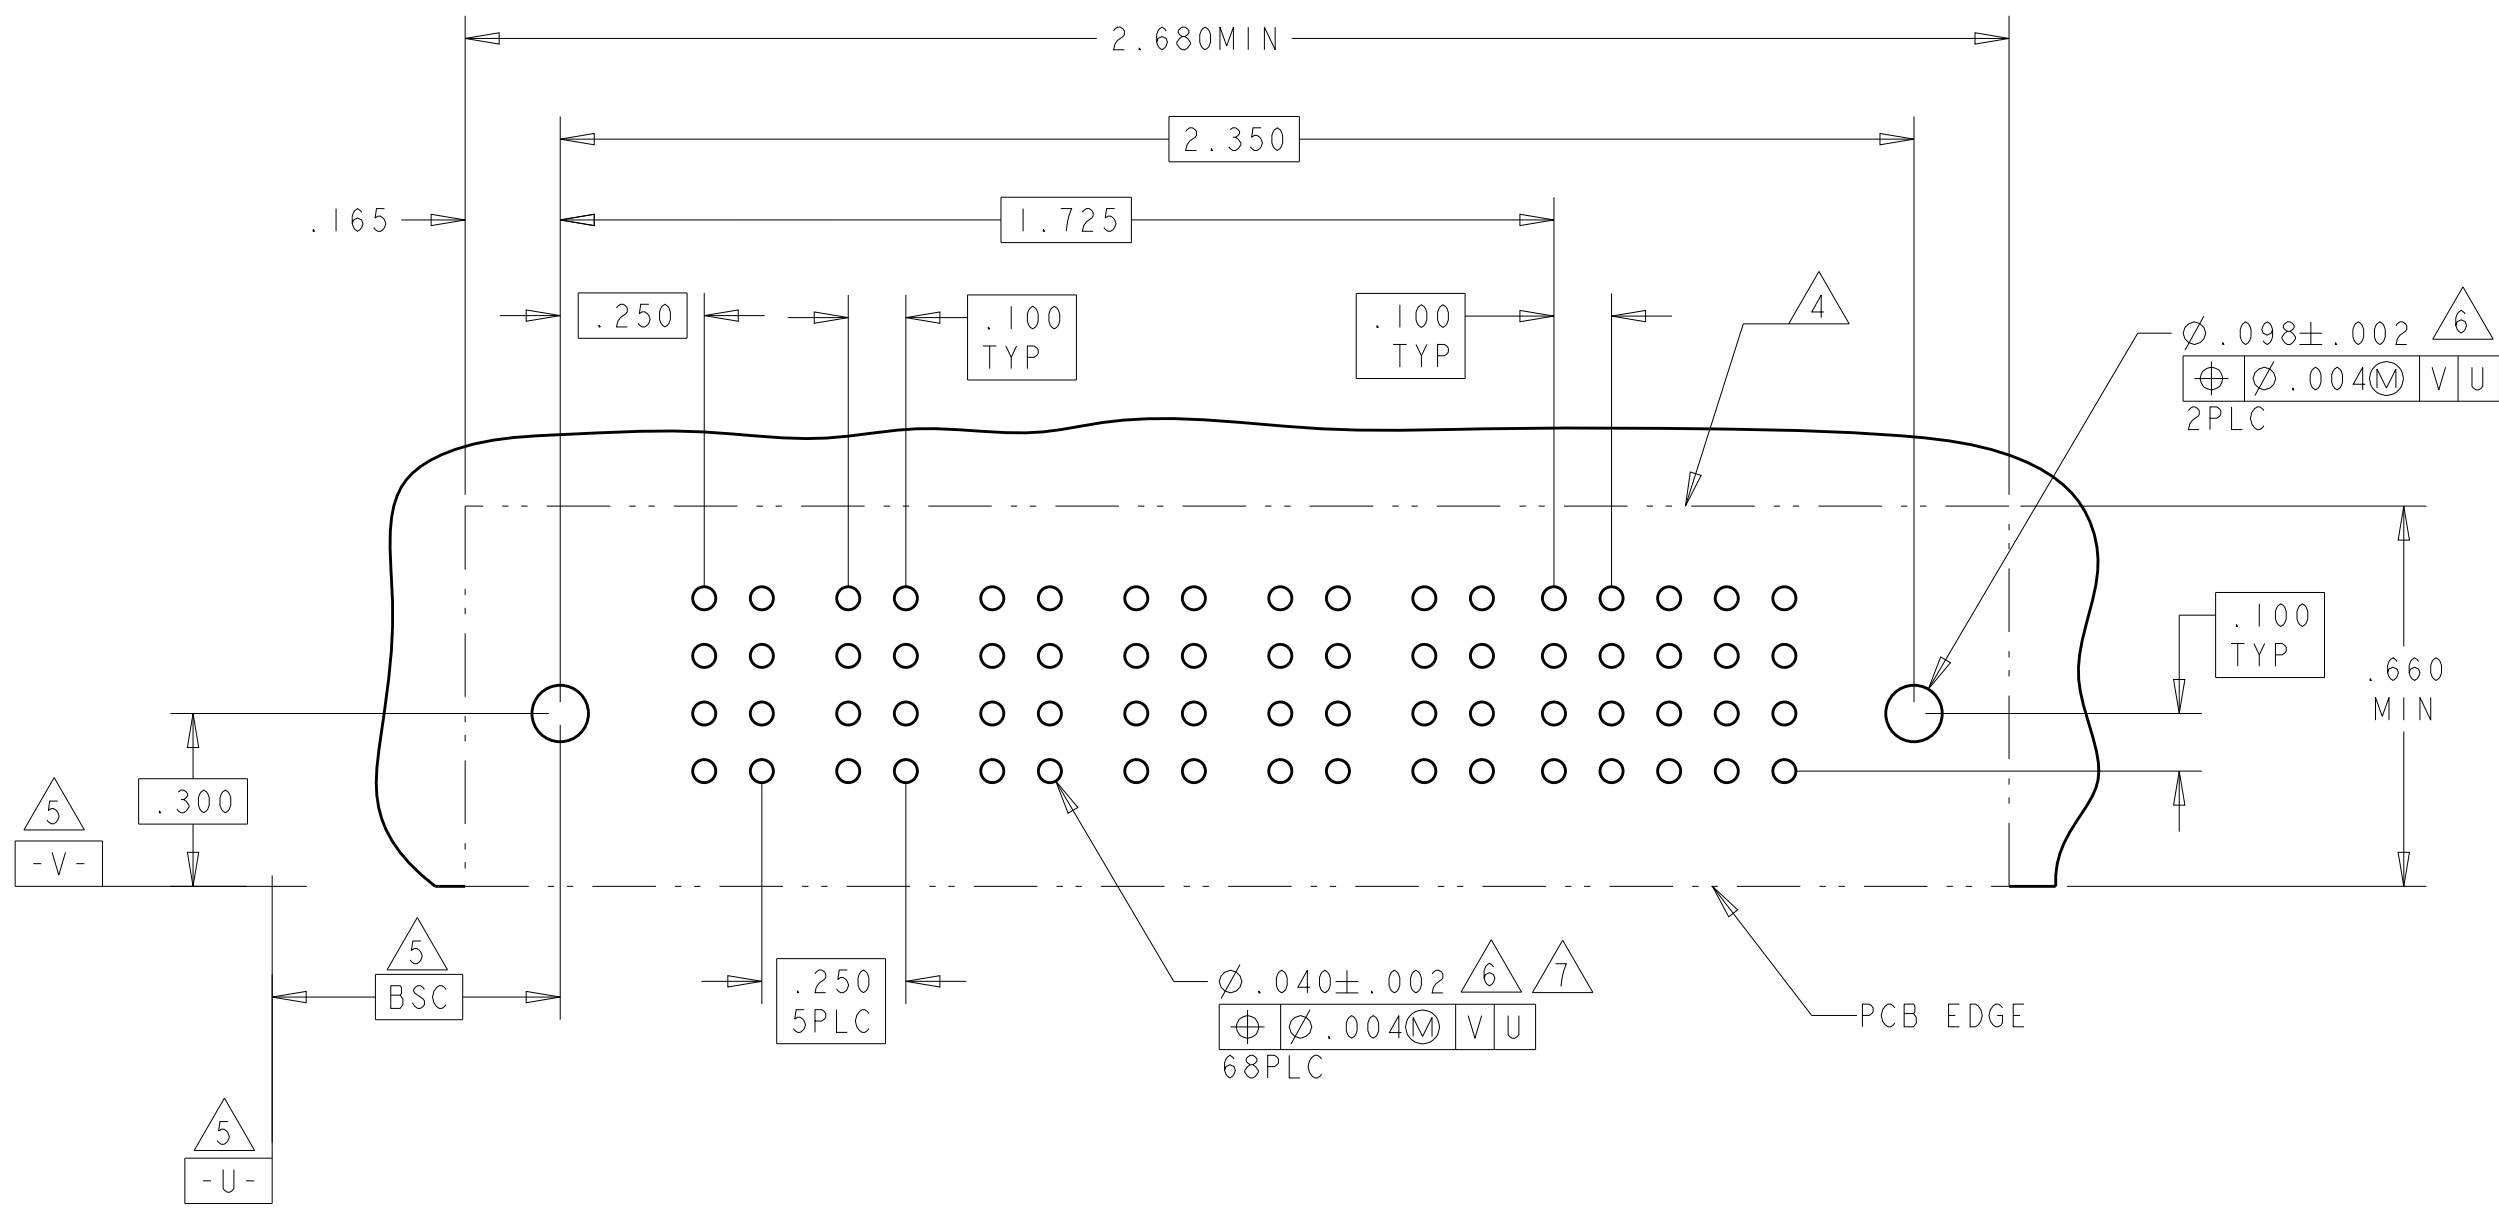 2.680MIN
2.350
.165
1.725
.250
.100
TYP
.100
TYP
4
6
⌀.098±.002
⌖ ⌀.004Ⓜ V U
2PLC
.100
TYP
.660
MIN
.300
5
-V-
5
BSC
.250
5PLC
6 7
⌀.040±.002
⌖ ⌀.004Ⓜ V U
68PLC
PCB EDGE
5
-U-